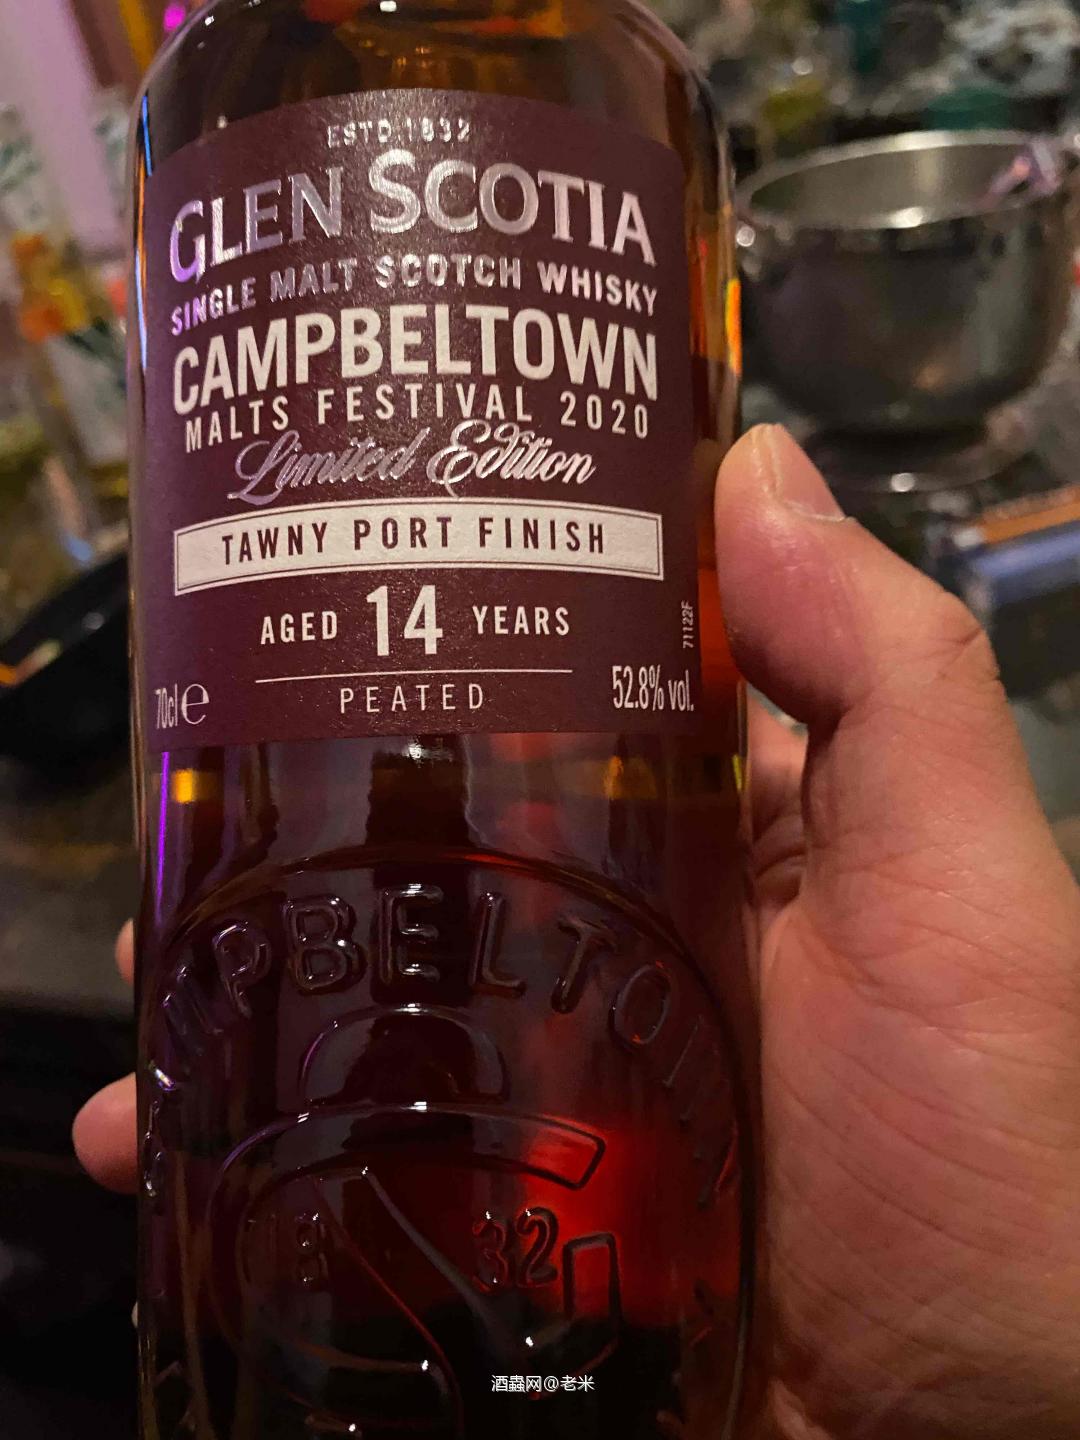 ESTD. 1832
GLEN SCOTIA
SINGLE MALT SCOTCH WHISKY
CAMPBELTOWN
MALTS FESTIVAL 2020
Limited Edition
TAWNY PORT FINISH
AGED 14 YEARS
71122F
70cl e
PEATED
52.8% vol.
CAMPBELTOWN
18 32
酒蟲网@老米